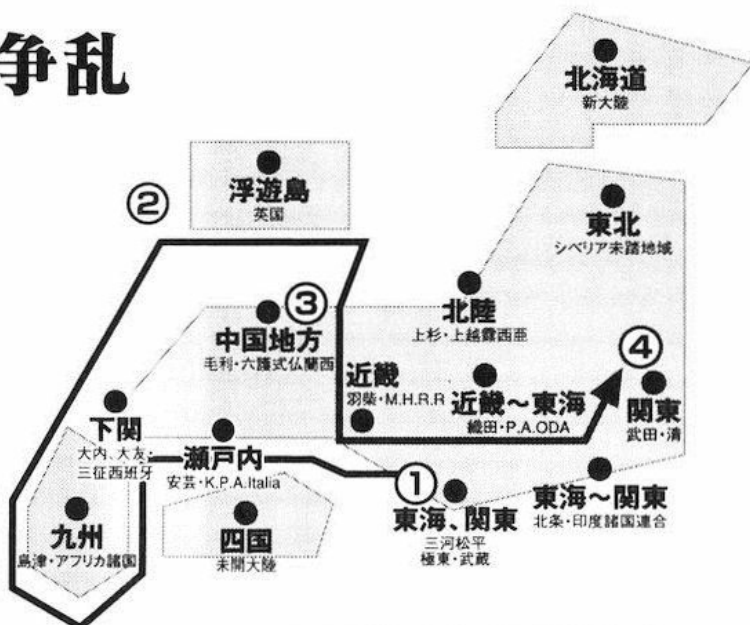 争乱
北海道
新大陸
浮遊島
英国
②
東北
シベリア未踏地域
北陸
上杉・上越露西亜
③
中国地方
毛利・六護式仏蘭西
④
近畿
羽柴・M.H.R.R
近畿～東海
織田・P.A.ODA
関東
武田・清
下関
大内、大友・
三征西班牙
瀬戸内
安芸・K.P.A.Italia
①
東海、関東
三河松平
極東・武蔵
東海～関東
北条・印度諸国連合
九州
島津・アフリカ諸国
四国
未開大陸